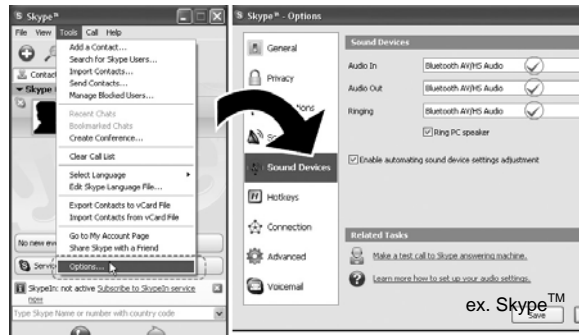 S Skype™
File View Tools Call Help
Add a Contact...
Search for Skype Users...
Import Contacts...
Send Contacts...
Manage Blocked Users...
Recent Chats
Bookmarked Chats
Create Conference...
Clear Call List
Select Language
Edit Skype Language File...
Export Contacts to vCard File
Import Contacts from vCard File
Go to My Account Page
Share Skype with a Friend
Options...
SkypeIn: not active Subscribe to SkypeIn service
now
Type Skype Name or number with country code
S Skype™ - Options
General
Privacy
Sound Devices
Hotkeys
Connection
Advanced
Voicemail
Sound Devices
Audio In Bluetooth AV/HS Audio
Audio Out Bluetooth AV/HS Audio
Ringing Bluetooth AV/HS Audio
Ring PC speaker
Enable automating sound device settings adjustment
Related Tasks
Make a test call to Skype answering machine.
Learn more how to set up your audio settings.
ex. Skype™
Save